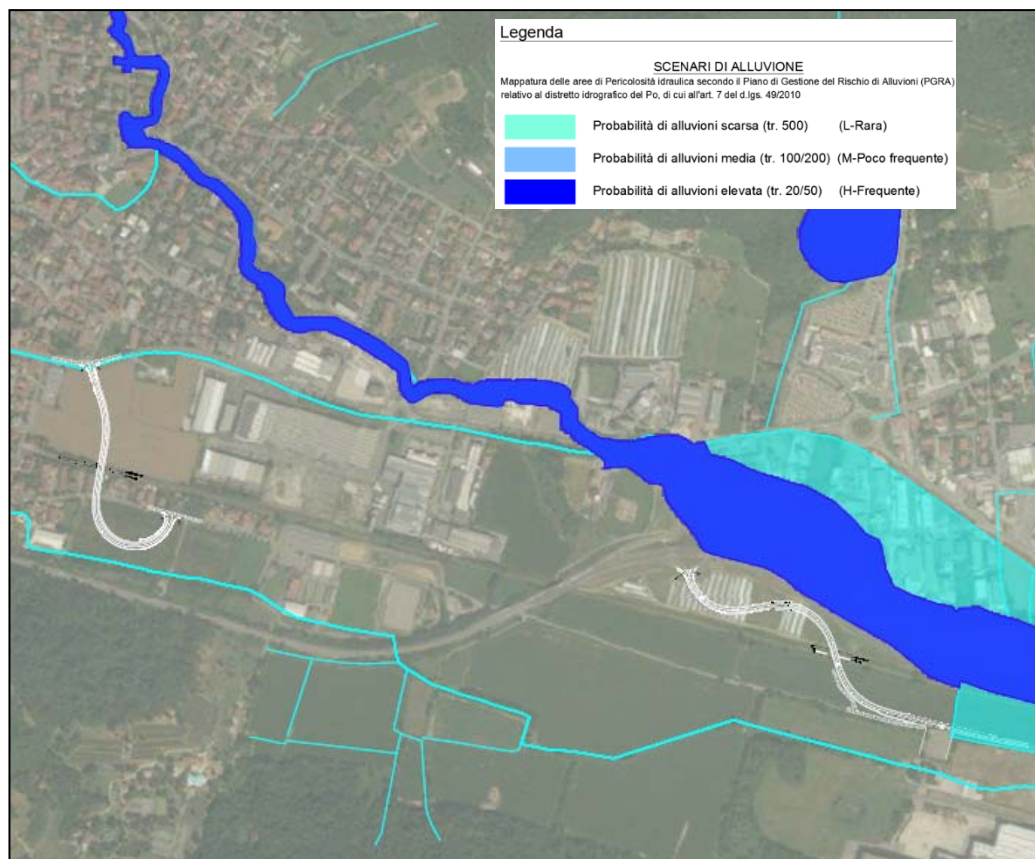 Legenda
SCENARI DI ALLUVIONE
Mappatura delle aree di Pericolosità idraulica secondo il Piano di Gestione del Rischio di Alluvioni (PGRA)
relativo al distretto idrografico del Po, di cui all'art. 7 del d.lgs. 49/2010
Probabilità di alluvioni scarsa (tr. 500) (L-Rara)
Probabilità di alluvioni media (tr. 100/200) (M-Poco frequente)
Probabilità di alluvioni elevata (tr. 20/50) (H-Frequente)